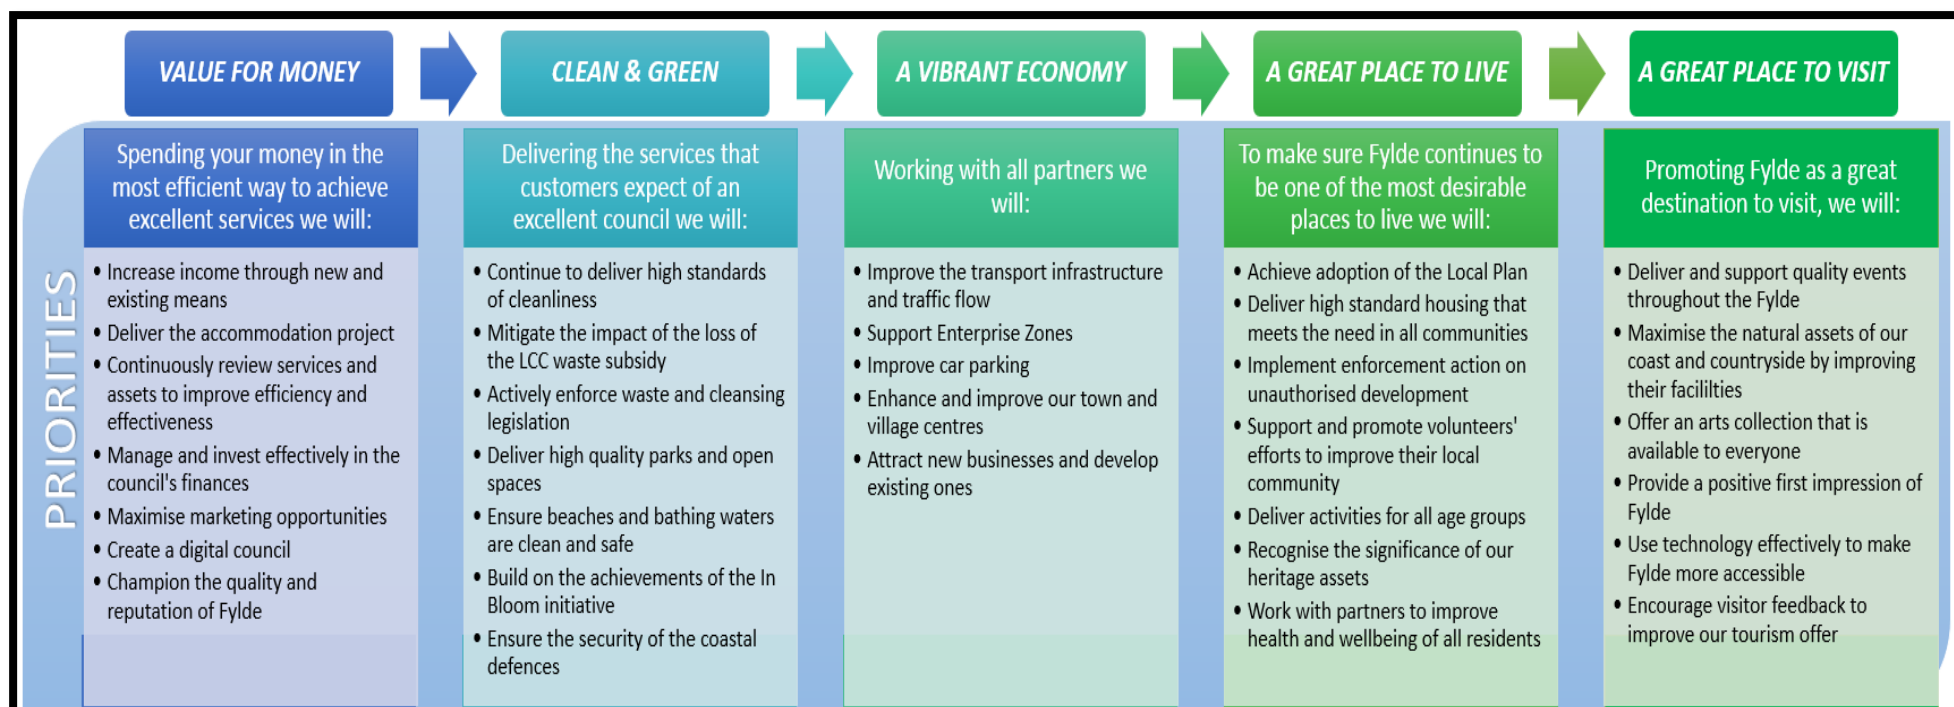 VALUE FOR MONEY
CLEAN & GREEN
A VIBRANT ECONOMY
A GREAT PLACE TO LIVE
A GREAT PLACE TO VISIT
PRIORITIES
Spending your money in the
most efficient way to achieve
excellent services we will:
• Increase income through new and
existing means
• Deliver the accommodation project
• Continuously review services and
assets to improve efficiency and
effectiveness
• Manage and invest effectively in the
council's finances
• Maximise marketing opportunities
• Create a digital council
• Champion the quality and
reputation of Fylde
Delivering the services that
customers expect of an
excellent council we will:
• Continue to deliver high standards
of cleanliness
• Mitigate the impact of the loss of
the LCC waste subsidy
• Actively enforce waste and cleansing
legislation
• Deliver high quality parks and open
spaces
• Ensure beaches and bathing waters
are clean and safe
• Build on the achievements of the In
Bloom initiative
• Ensure the security of the coastal
defences
Working with all partners we
will:
• Improve the transport infrastructure
and traffic flow
• Support Enterprise Zones
• Improve car parking
• Enhance and improve our town and
village centres
• Attract new businesses and develop
existing ones
To make sure Fylde continues to
be one of the most desirable
places to live we will:
• Achieve adoption of the Local Plan
• Deliver high standard housing that
meets the need in all communities
• Implement enforcement action on
unauthorised development
• Support and promote volunteers'
efforts to improve their local
community
• Deliver activities for all age groups
• Recognise the significance of our
heritage assets
• Work with partners to improve
health and wellbeing of all residents
Promoting Fylde as a great
destination to visit, we will:
• Deliver and support quality events
throughout the Fylde
• Maximise the natural assets of our
coast and countryside by improving
their facililties
• Offer an arts collection that is
available to everyone
• Provide a positive first impression of
Fylde
• Use technology effectively to make
Fylde more accessible
• Encourage visitor feedback to
improve our tourism offer